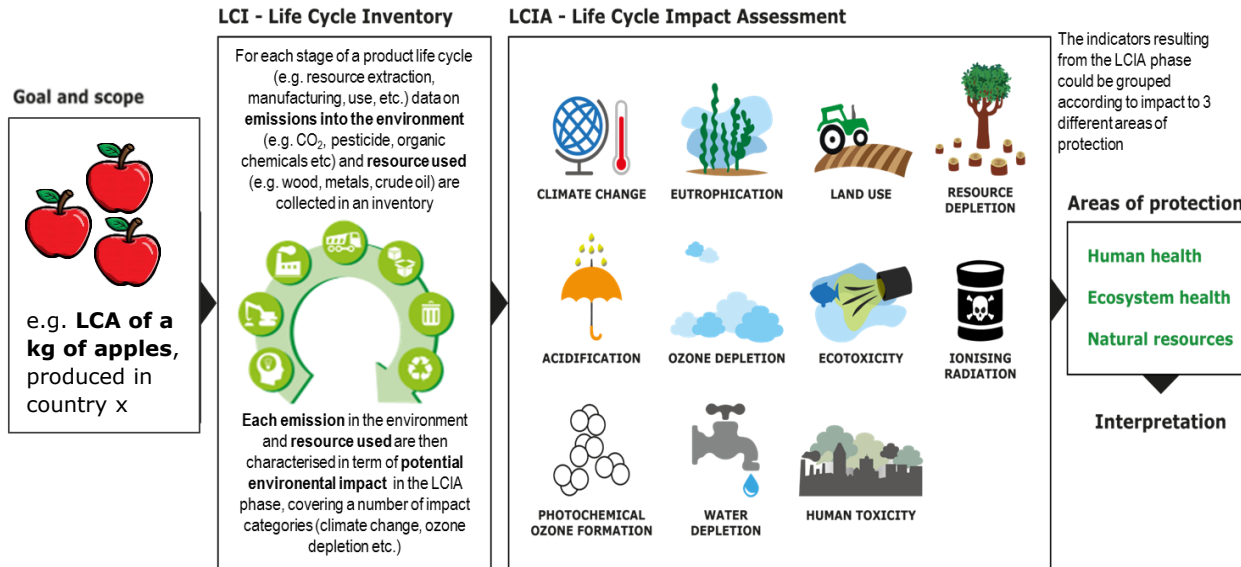 Goal and scope
e.g. LCA of a
kg of apples,
produced in
country x
LCI - Life Cycle Inventory
For each stage of a product life cycle
(e.g. resource extraction,
manufacturing, use, etc.) data on
emissions into the environment
(e.g. CO₂, pesticide, organic
chemicals etc) and resource used
(e.g. wood, metals, crude oil) are
collected in an inventory
Each emission in the environment
and resource used are then
characterised in term of potential
environental impact in the LCIA
phase, covering a number of impact
categories (climate change, ozone
depletion etc.)
LCIA - Life Cycle Impact Assessment
CLIMATE CHANGE
EUTROPHICATION
LAND USE
RESOURCE
DEPLETION
ACIDIFICATION
OZONE DEPLETION
ECOTOXICITY
IONISING
RADIATION
PHOTOCHEMICAL
OZONE FORMATION
WATER
DEPLETION
HUMAN TOXICITY
The indicators resulting
from the LCIA phase
could be grouped
according to impact to 3
different areas of
protection
Areas of protection
Human health
Ecosystem health
Natural resources
Interpretation